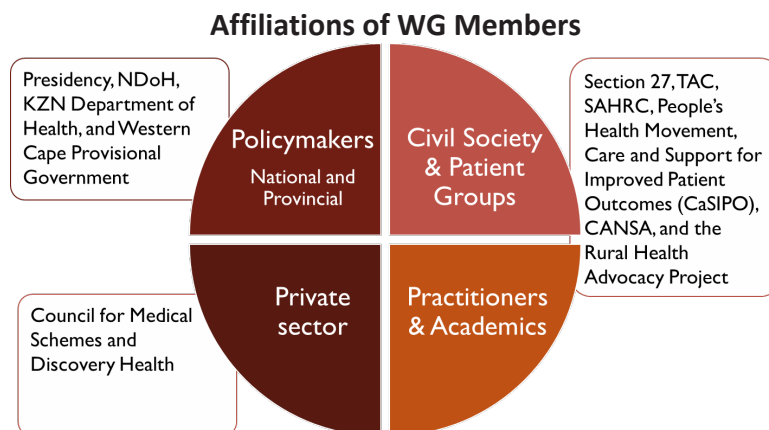 Affiliations of WG Members
Presidency, NDoH,
KZN Department of
Health, and Western
Cape Provisional
Government
Policymakers
National and
Provincial
Civil Society
& Patient
Groups
Section 27, TAC,
SAHRC, People's
Health Movement,
Care and Support for
Improved Patient
Outcomes (CaSIPO),
CANSA, and the
Rural Health
Advocacy Project
Council for Medical
Schemes and
Discovery Health
Private
sector
Practitioners
& Academics